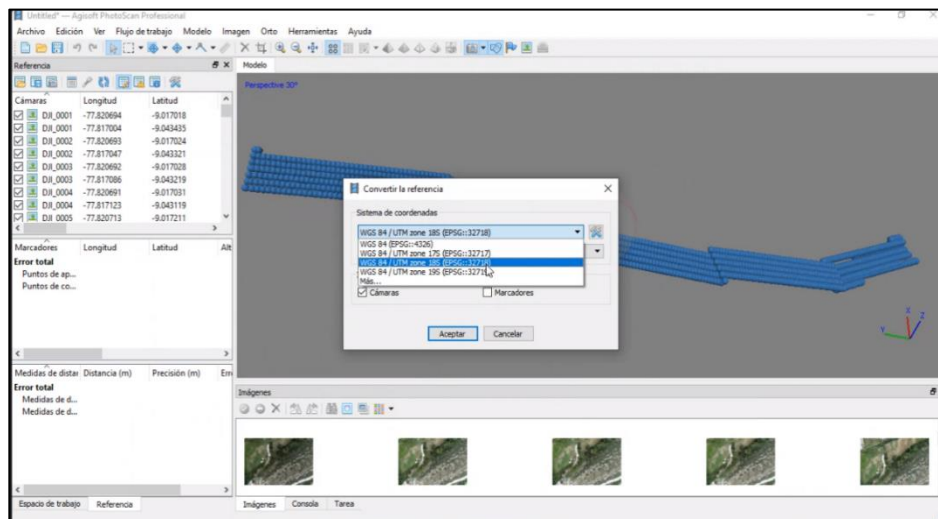 Untitled* — Agisoft PhotoScan Professional
Archivo Edición Ver Flujo de trabajo Modelo Imagen Orto Herramientas Ayuda
Referencia
Modelo
Perspective 30°
Cámaras Longitud Latitud
DJI_0001 -77.820694 -9.017018
DJI_0001 -77.817004 -9.043435
DJI_0002 -77.820693 -9.017024
DJI_0002 -77.817047 -9.043321
DJI_0003 -77.820692 -9.017028
DJI_0003 -77.817086 -9.043219
DJI_0004 -77.820691 -9.017031
DJI_0004 -77.817123 -9.043119
DJI_0005 -77.820713 -9.017211
Convertir la referencia
Sistema de coordenadas
WGS 84 / UTM zone 18S (EPSG::32718)
WGS 84 (EPSG::4326)
WGS 84 / UTM zone 17S (EPSG::32717)
WGS 84 / UTM zone 18S (EPSG::32718)
WGS 84 / UTM zone 19S (EPSG::32719)
Más...
Cámaras Marcadores
Aceptar Cancelar
Marcadores Longitud Latitud Alt
Error total
Puntos de ap...
Puntos de co...
X
Y
Z
Medidas de distar Distancia (m) Precisión (m) Erro
Error total
Medidas de d...
Medidas de d...
Imágenes
Espacio de trabajo Referencia
Imágenes Consola Tarea